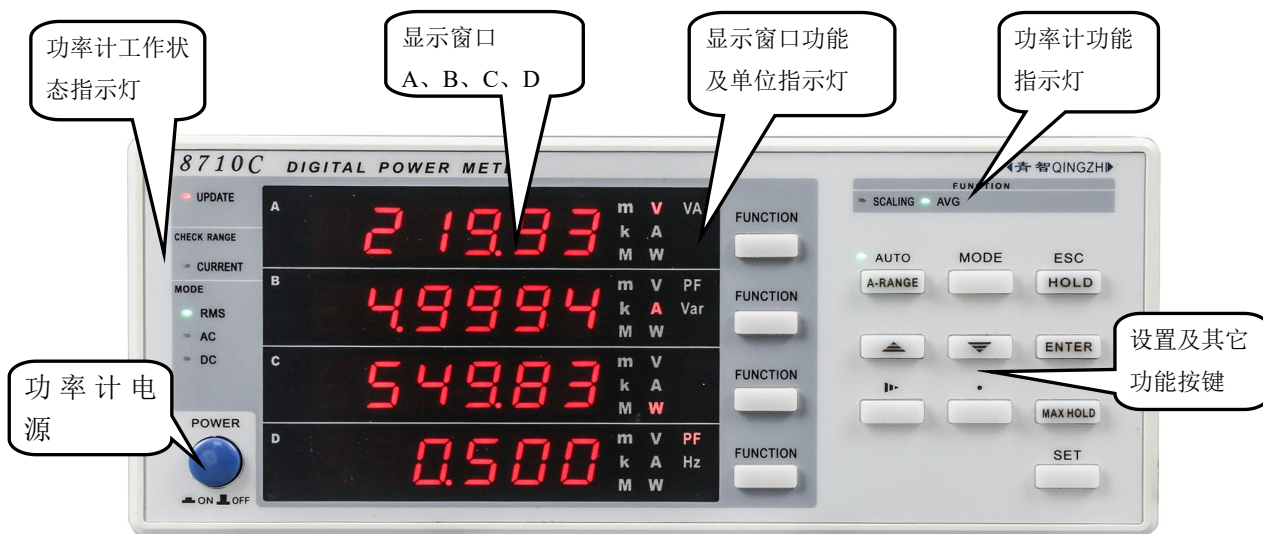 功率计工作状
态指示灯
显示窗口
A、B、C、D
显示窗口功能
及单位指示灯
功率计功能
指示灯
8710C DIGITAL POWER METE
青智QINGZHI
UPDATE
CHECK RANGE
CURRENT
MODE
RMS
AC
DC
功率计电
源
POWER
ON OFF
A 219.93 m V VA
k A
M W
FUNCTION
B 4.9994 m V PF
k A Var
M W
FUNCTION
C 549.83 m V
k A
M W
FUNCTION
D 0.500 m V PF
k A Hz
M W
FUNCTION
FUNCTION
SCALING AVG
AUTO MODE ESC
A-RANGE HOLD
ENTER
MAX HOLD
SET
设置及其它
功能按键